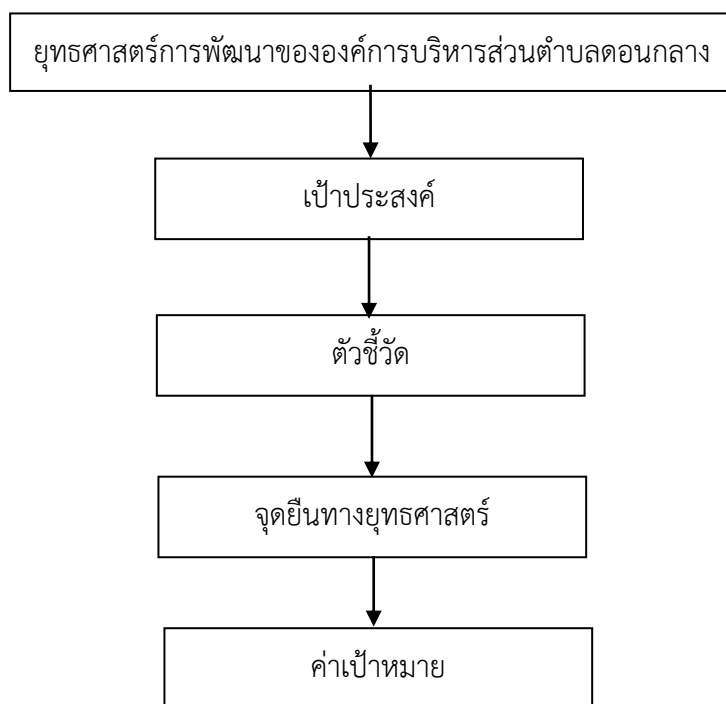 ยุทธศาสตร์การพัฒนาขององค์การบริหารส่วนตำบลดอนกลาง
เป้าประสงค์
ตัวชี้วัด
จุดยืนทางยุทธศาสตร์
ค่าเป้าหมาย